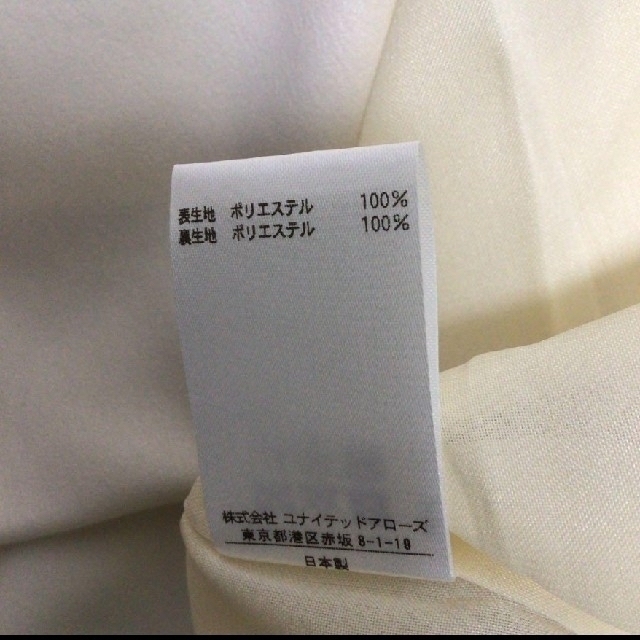 表生地 ポリエステル 100%
裏生地 ポリエステル 100%
株式会社 ユナイテッドアローズ
東京都港区赤坂8-1-19
日本製